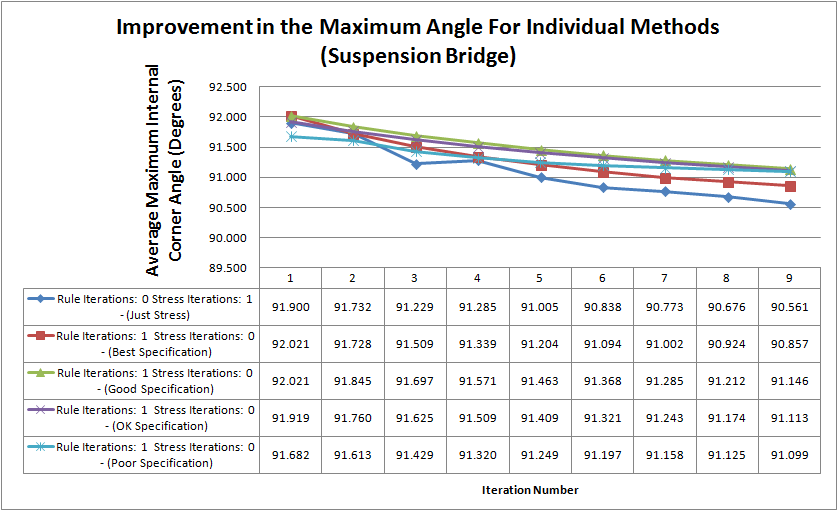 Improvement in the Maximum Angle For Individual Methods
(Suspension Bridge)
Average Maximum Internal
Corner Angle (Degrees)
92.500
92.000
91.500
91.000
90.500
90.000
89.500
1 2 3 4 5 6 7 8 9
Rule Iterations: 0 Stress Iterations: 1
- (Just Stress)
91.900 91.732 91.229 91.285 91.005 90.838 90.773 90.676 90.561
Rule Iterations: 1 Stress Iterations: 0
- (Best Specification)
92.021 91.728 91.509 91.339 91.204 91.094 91.002 90.924 90.857
Rule Iterations: 1 Stress Iterations: 0
- (Good Specification)
92.021 91.845 91.697 91.571 91.463 91.368 91.285 91.212 91.146
Rule Iterations: 1 Stress Iterations: 0
- (OK Specification)
91.919 91.760 91.625 91.509 91.409 91.321 91.243 91.174 91.113
Rule Iterations: 1 Stress Iterations: 0
- (Poor Specification)
91.682 91.613 91.429 91.320 91.249 91.197 91.158 91.125 91.099
Iteration Number